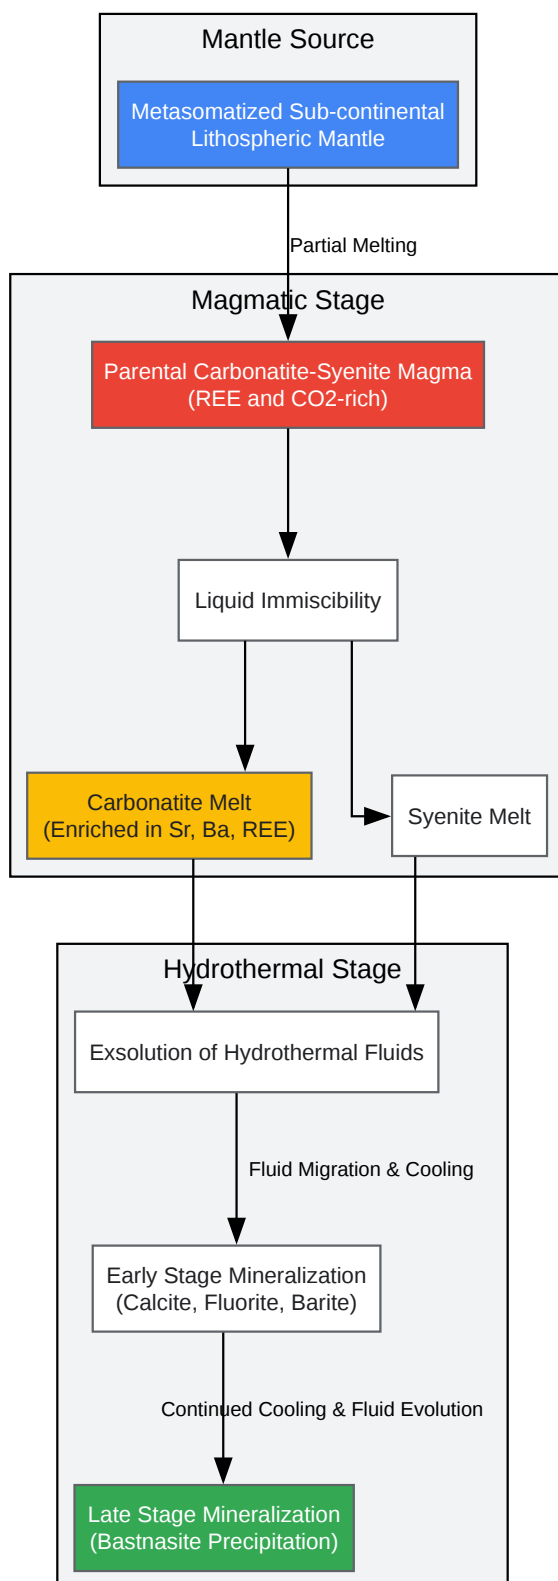 Mantle Source
Metasomatized Sub-continental
Lithospheric Mantle
Partial Melting
Magmatic Stage
Parental Carbonatite-Syenite Magma
(REE and CO2-rich)
Liquid Immiscibility
Carbonatite Melt
(Enriched in Sr, Ba, REE)
Syenite Melt
Hydrothermal Stage
Exsolution of Hydrothermal Fluids
Fluid Migration & Cooling
Early Stage Mineralization
(Calcite, Fluorite, Barite)
Continued Cooling & Fluid Evolution
Late Stage Mineralization
(Bastnasite Precipitation)